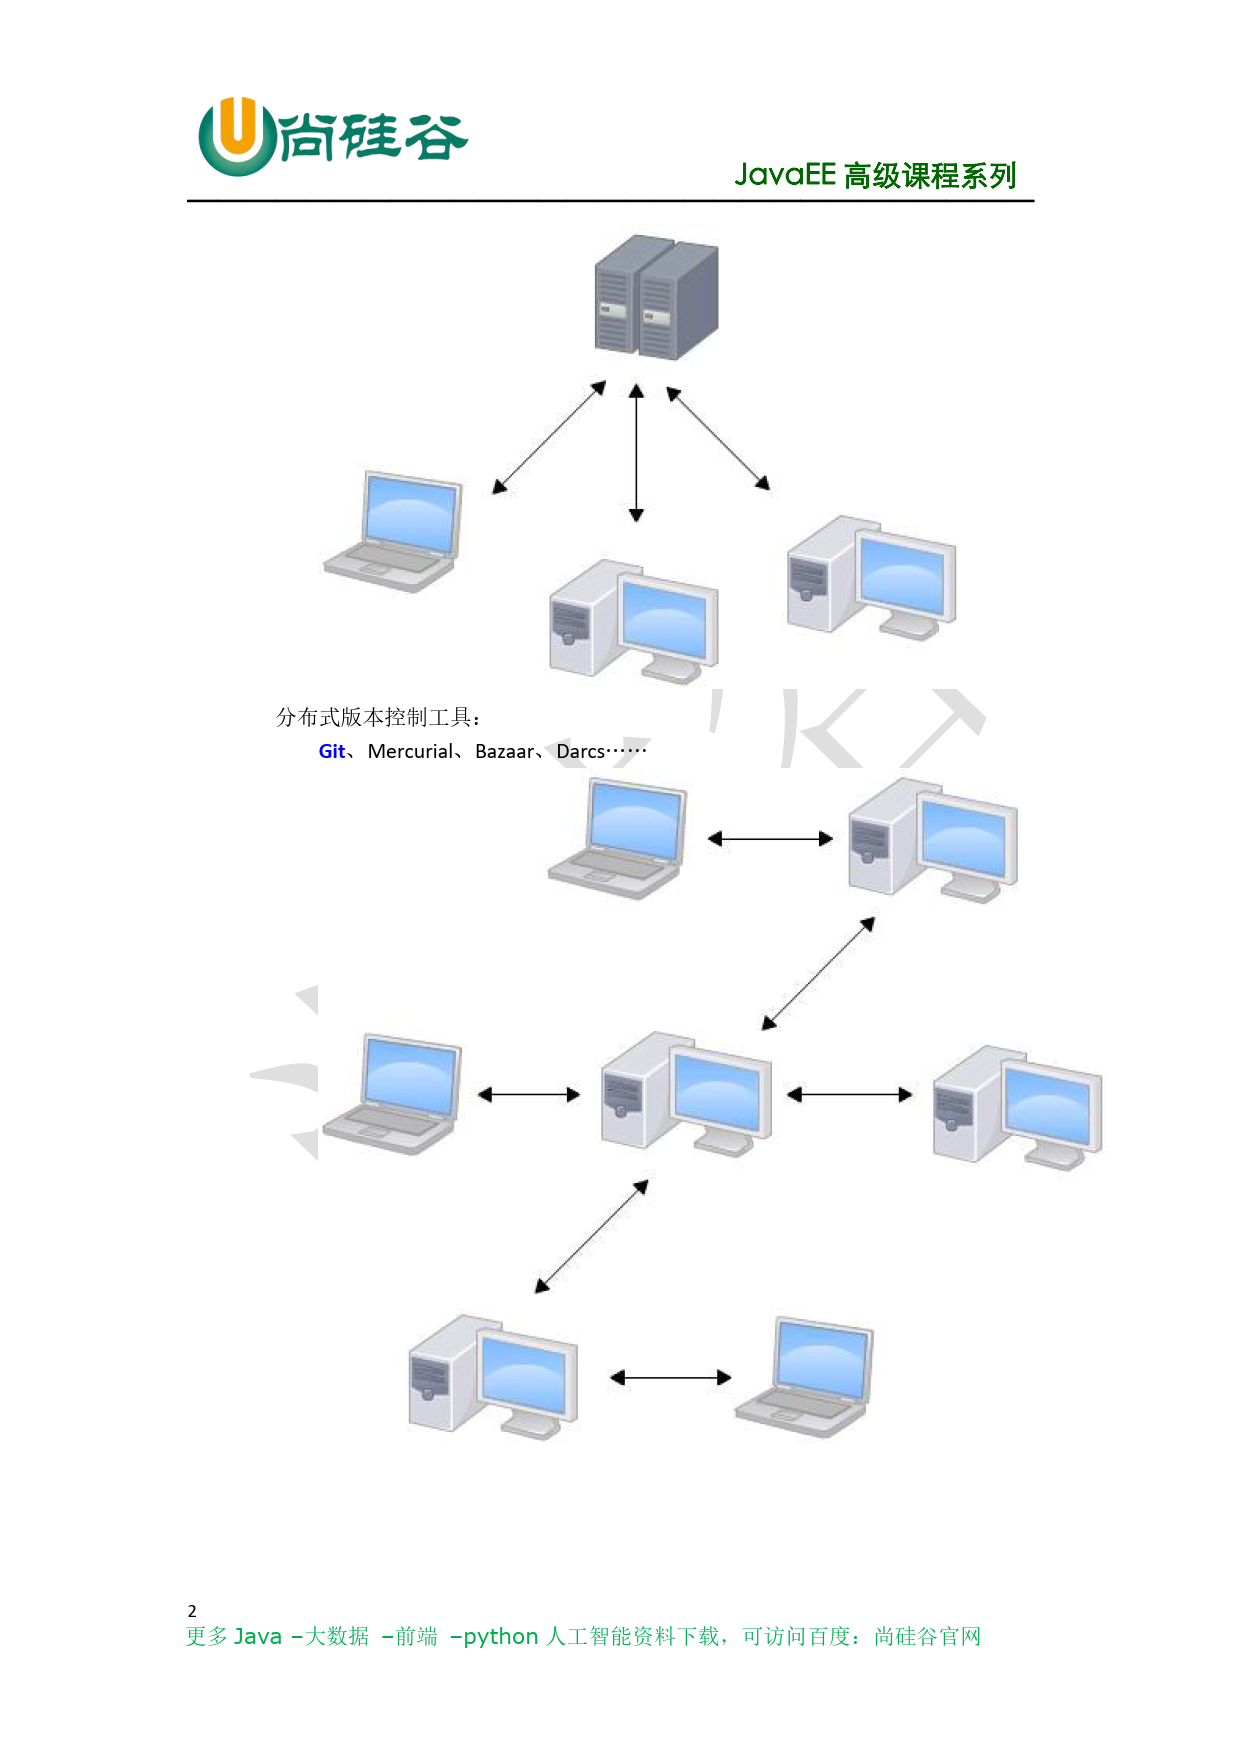 尚硅谷
JavaEE 高级课程系列
分布式版本控制工具：
Git、Mercurial、Bazaar、Darcs……
2
更多 Java –大数据 –前端 –python 人工智能资料下载，可访问百度：尚硅谷官网